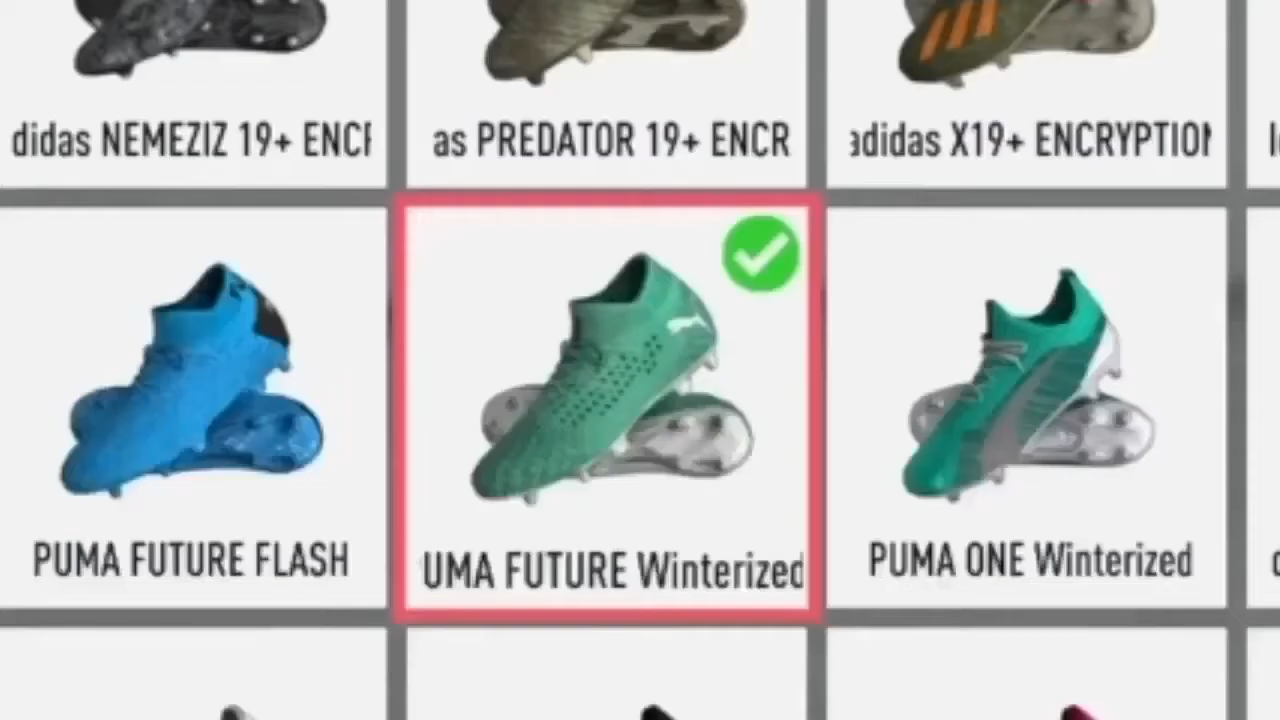 didas NEMEZIZ 19+ ENCR
as PREDATOR 19+ ENCR
adidas X19+ ENCRYPTION
PUMA FUTURE FLASH
UMA FUTURE Winterized
PUMA ONE Winterized